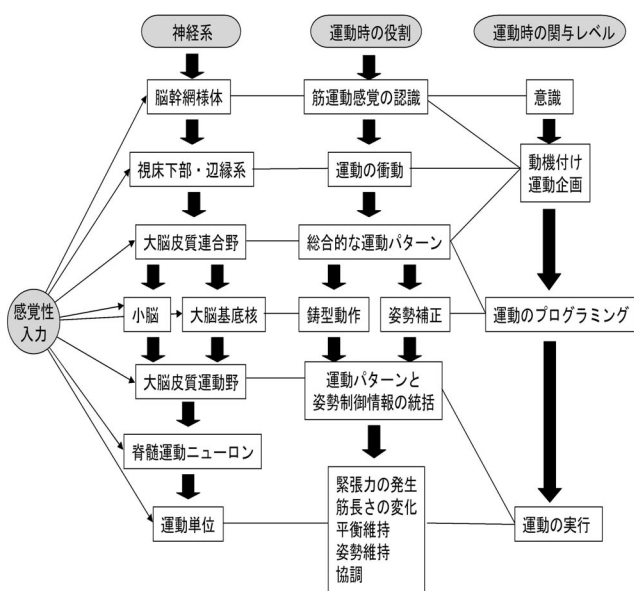 神経系
運動時の役割
運動時の関与レベル
脳幹網様体
筋運動感覚の認識
意識
視床下部・辺縁系
運動の衝動
動機付け
運動企画
大脳皮質連合野
総合的な運動パターン
感覚性
入力
小脳
大脳基底核
鋳型動作
姿勢補正
運動のプログラミング
大脳皮質運動野
運動パターンと
姿勢制御情報の統括
脊髄運動ニューロン
運動単位
緊張力の発生
筋長さの変化
平衡維持
姿勢維持
協調
運動の実行